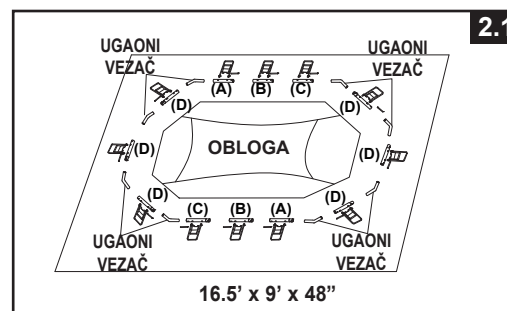 2.1
UGAONI
VEZAČ
UGAONI
VEZAČ
(A) (B) (C)
(D) (D)
OBLOGA
(D) (D)
(D) (D)
(C) (B) (A)
UGAONI
VEZAČ
UGAONI
VEZAČ
16.5’ x 9’ x 48”